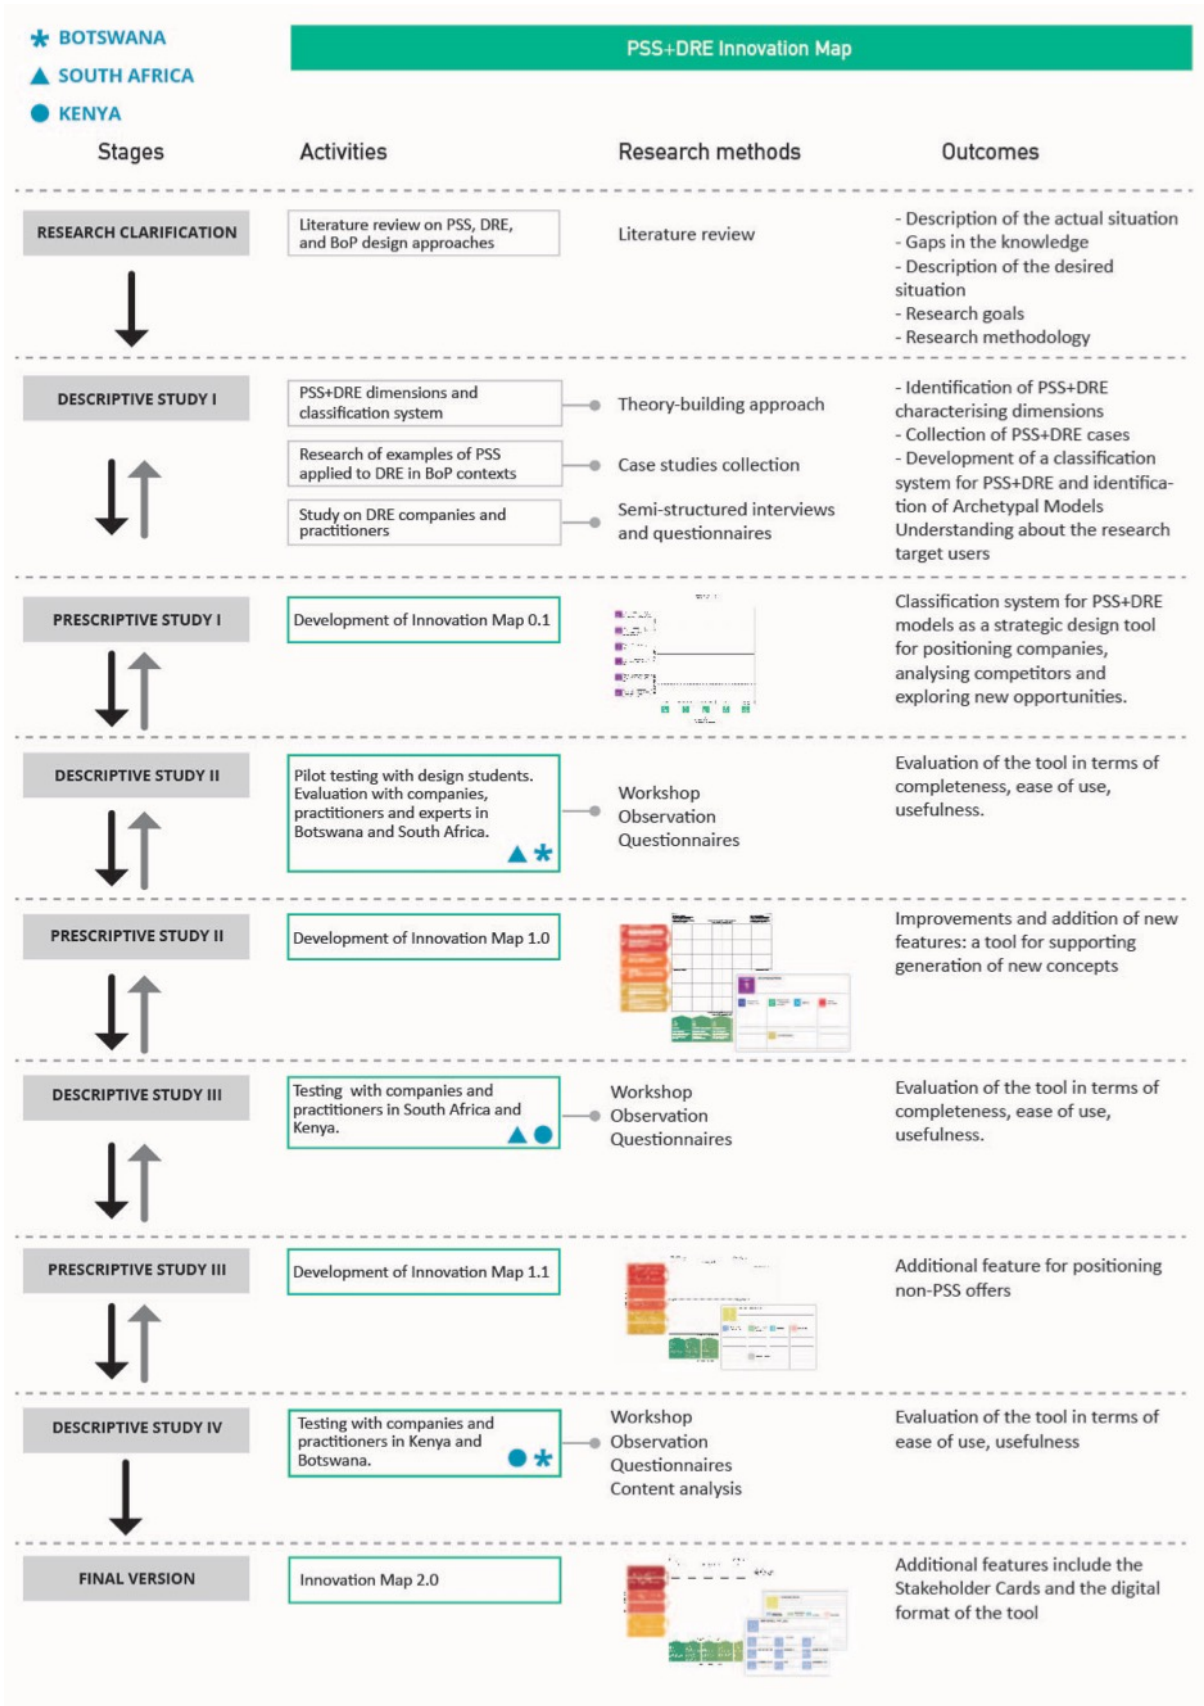 BOTSWANA
SOUTH AFRICA
KENYA
PSS+DRE Innovation Map
Stages
Activities
Research methods
Outcomes
RESEARCH CLARIFICATION
Literature review on PSS, DRE,
and BoP design approaches
Literature review
- Description of the actual situation
- Gaps in the knowledge
- Description of the desired
situation
- Research goals
- Research methodology
DESCRIPTIVE STUDY I
PSS+DRE dimensions and
classification system
Theory-building approach
Research of examples of PSS
applied to DRE in BoP contexts
Case studies collection
Study on DRE companies and
practitioners
Semi-structured interviews
and questionnaires
- Identification of PSS+DRE
characterising dimensions
- Collection of PSS+DRE cases
- Development of a classification
system for PSS+DRE and identifica-
tion of Archetypal Models
Understanding about the research
target users
PRESCRIPTIVE STUDY I
Development of Innovation Map 0.1
Classification system for PSS+DRE
models as a strategic design tool
for positioning companies,
analysing competitors and
exploring new opportunities.
DESCRIPTIVE STUDY II
Pilot testing with design students.
Evaluation with companies,
practitioners and experts in
Botswana and South Africa.
Workshop
Observation
Questionnaires
Evaluation of the tool in terms of
completeness, ease of use,
usefulness.
PRESCRIPTIVE STUDY II
Development of Innovation Map 1.0
Improvements and addition of new
features: a tool for supporting
generation of new concepts
DESCRIPTIVE STUDY III
Testing with companies and
practitioners in South Africa and
Kenya.
Workshop
Observation
Questionnaires
Evaluation of the tool in terms of
completeness, ease of use,
usefulness.
PRESCRIPTIVE STUDY III
Development of Innovation Map 1.1
Additional feature for positioning
non-PSS offers
DESCRIPTIVE STUDY IV
Testing with companies and
practitioners in Kenya and
Botswana.
Workshop
Observation
Questionnaires
Content analysis
Evaluation of the tool in terms of
ease of use, usefulness
FINAL VERSION
Innovation Map 2.0
Additional features include the
Stakeholder Cards and the digital
format of the tool